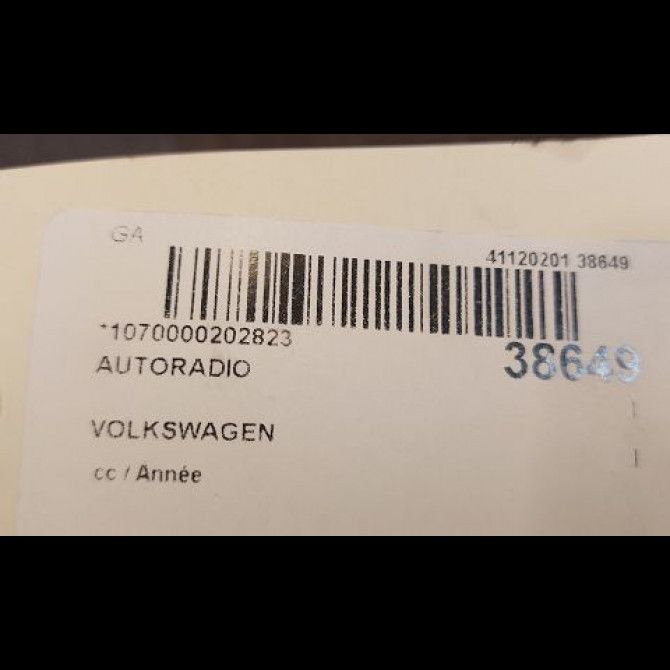 GA
41120201 38649
*1070000202823
38649
AUTORADIO
VOLKSWAGEN
cc / Année